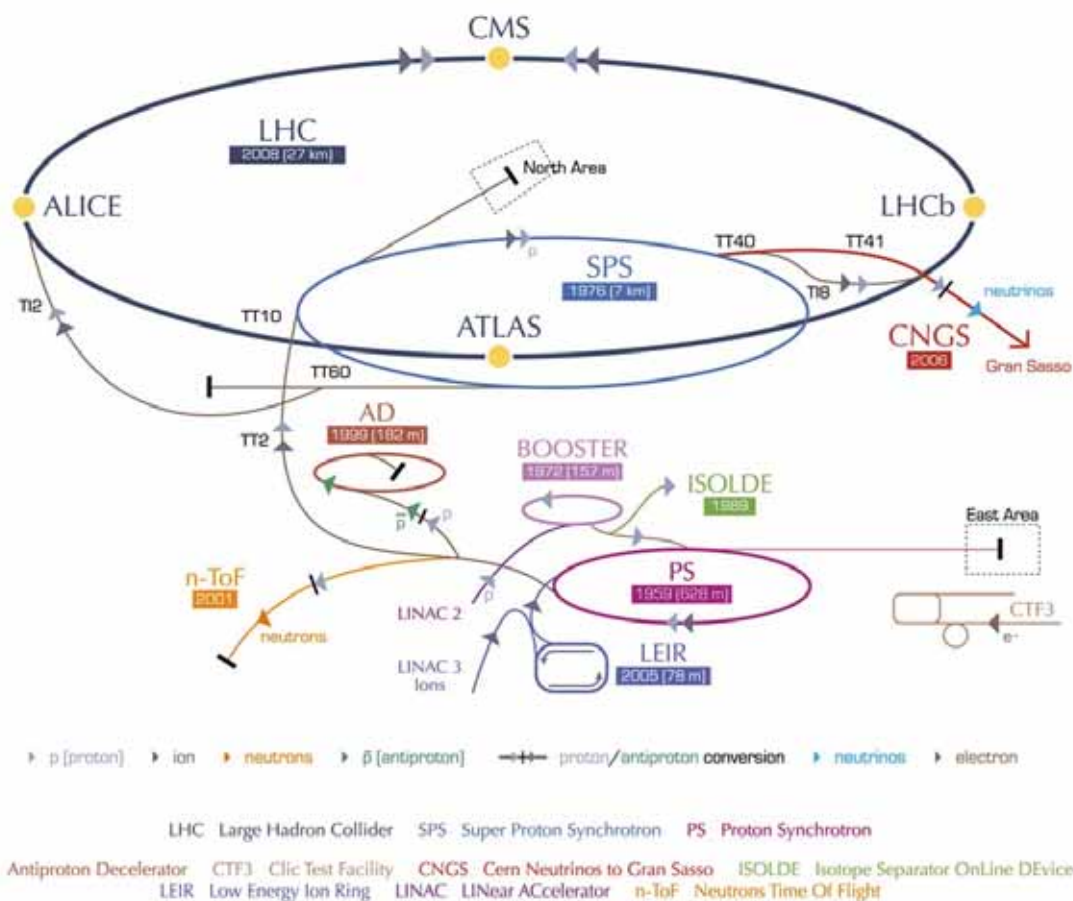 CMS
LHC
2008 (27 km)
North Area
ALICE
LHCb
TT40
TT41
SPS
1976 (7 km)
TI8
neutrinos
TI2
TT10
ATLAS
CNGS
2006
Gran Sasso
TT60
AD
1999 (182 m)
TT2
BOOSTER
1972 (157 m)
ISOLDE
1989
p
p̄
p
East Area
n-ToF
2001
PS
1959 (628 m)
LINAC 2
p
CTF3
e-
neutrons
LEIR
2005 (78 m)
LINAC 3
Ions
p (proton) ion neutrons p̄ (antiproton) proton/antiproton conversion neutrinos electron
LHC Large Hadron Collider SPS Super Proton Synchrotron PS Proton Synchrotron
Antiproton Decelerator CTF3 Clic Test Facility CNGS Cern Neutrinos to Gran Sasso ISOLDE Isotope Separator OnLine DEvice
LEIR Low Energy Ion Ring LINAC LINear ACcelerator n-ToF Neutrons Time Of Flight